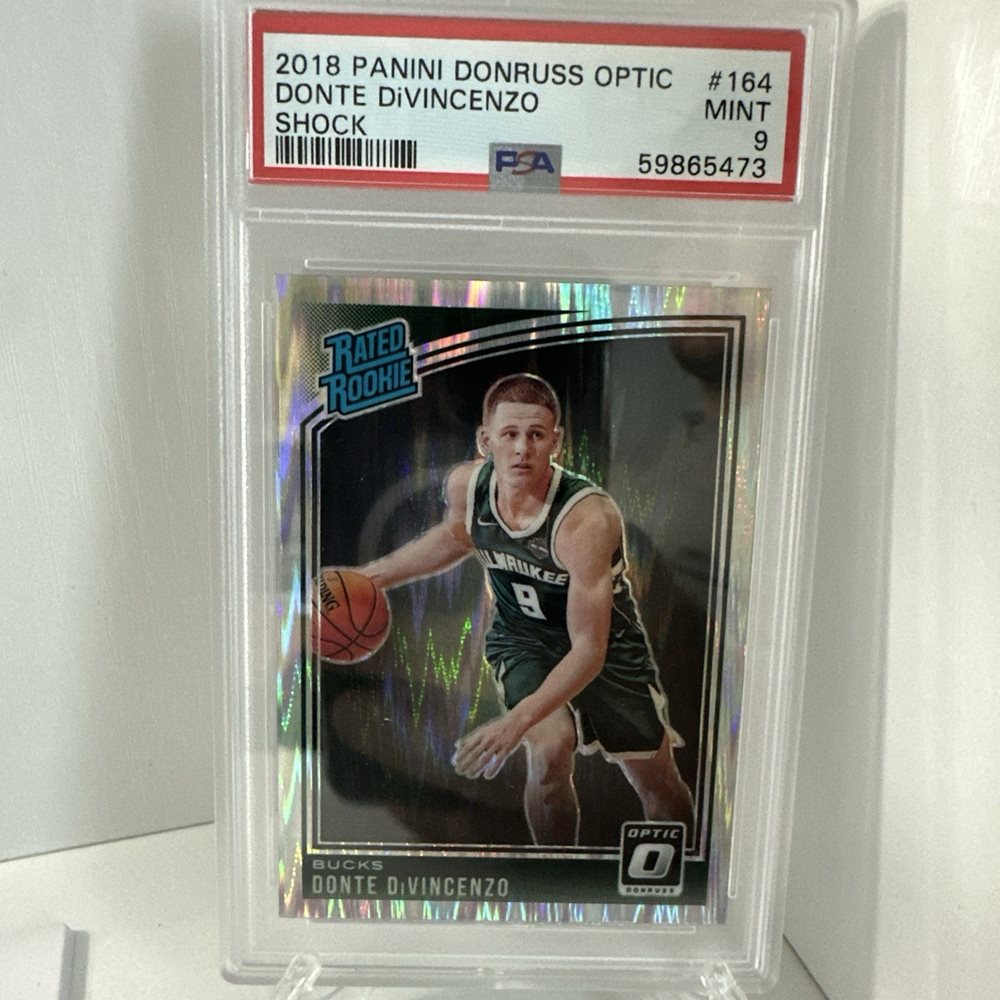 2018 PANINI DONRUSS OPTIC #164
DONTE DiVINCENZO MINT
SHOCK 9
PSA 59865473
RATED
ROOKIE
MILWAUKEE
9
OPTIC
O
DONRUSS
BUCKS
DONTE DiVINCENZO